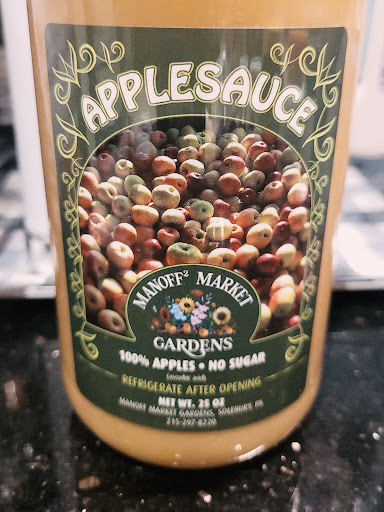 APPLESAUCE
MANOFF² MARKET
GARDENS
100% APPLES • NO SUGAR
REFRIGERATE AFTER OPENING
NET WT. 25 OZ
MANOFF MARKET GARDENS, SOLEBURY, PA
215-297-8220